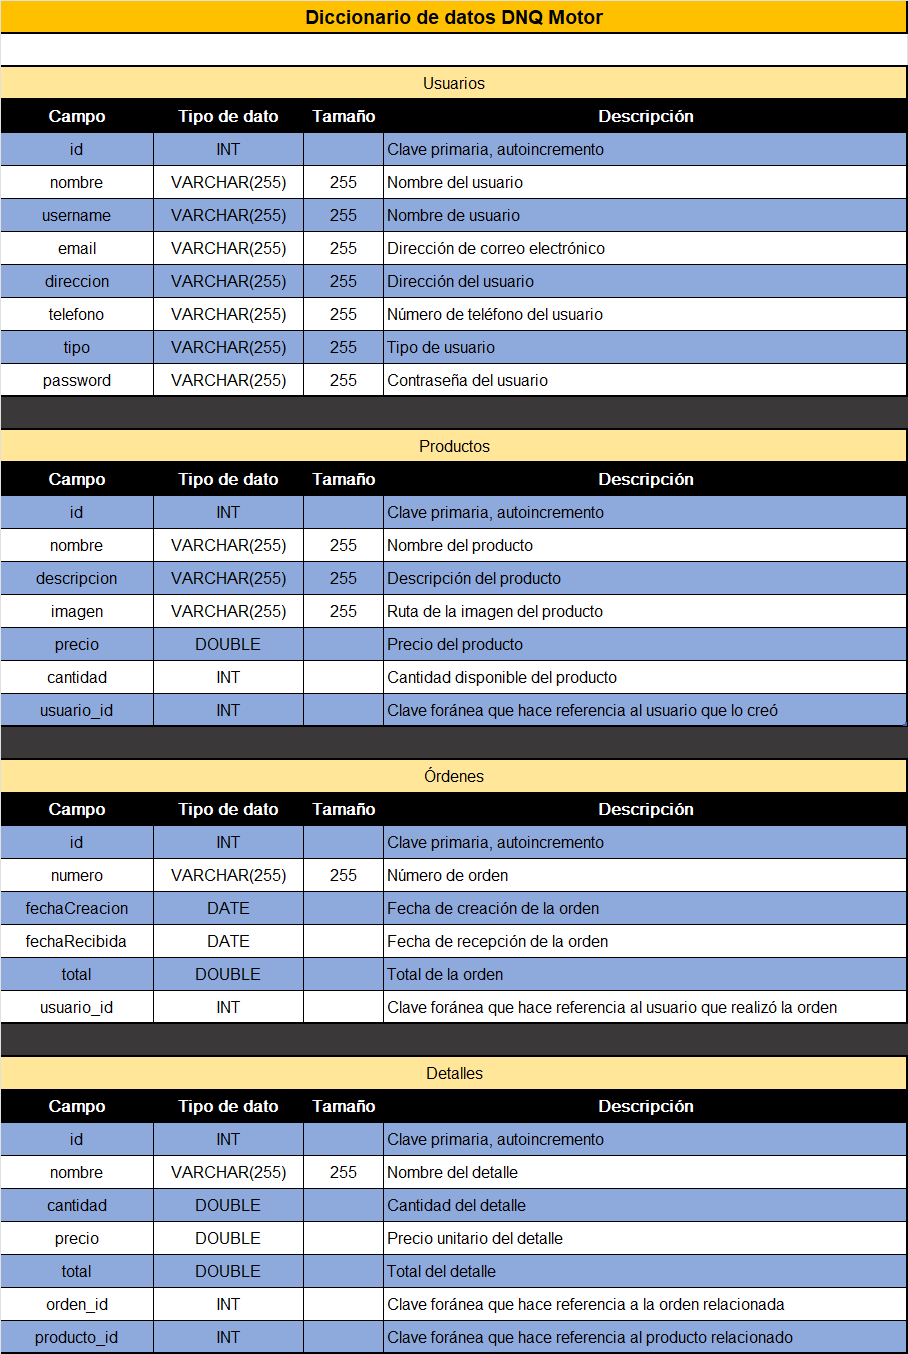 Diccionario de datos DNQ Motor
Usuarios
Campo Tipo de dato Tamaño Descripción
id INT Clave primaria, autoincremento
nombre VARCHAR(255) 255 Nombre del usuario
username VARCHAR(255) 255 Nombre de usuario
email VARCHAR(255) 255 Dirección de correo electrónico
direccion VARCHAR(255) 255 Dirección del usuario
telefono VARCHAR(255) 255 Número de teléfono del usuario
tipo VARCHAR(255) 255 Tipo de usuario
password VARCHAR(255) 255 Contraseña del usuario
Productos
Campo Tipo de dato Tamaño Descripción
id INT Clave primaria, autoincremento
nombre VARCHAR(255) 255 Nombre del producto
descripcion VARCHAR(255) 255 Descripción del producto
imagen VARCHAR(255) 255 Ruta de la imagen del producto
precio DOUBLE Precio del producto
cantidad INT Cantidad disponible del producto
usuario_id INT Clave foránea que hace referencia al usuario que lo creó
Órdenes
Campo Tipo de dato Tamaño Descripción
id INT Clave primaria, autoincremento
numero VARCHAR(255) 255 Número de orden
fechaCreacion DATE Fecha de creación de la orden
fechaRecibida DATE Fecha de recepción de la orden
total DOUBLE Total de la orden
usuario_id INT Clave foránea que hace referencia al usuario que realizó la orden
Detalles
Campo Tipo de dato Tamaño Descripción
id INT Clave primaria, autoincremento
nombre VARCHAR(255) 255 Nombre del detalle
cantidad DOUBLE Cantidad del detalle
precio DOUBLE Precio unitario del detalle
total DOUBLE Total del detalle
orden_id INT Clave foránea que hace referencia a la orden relacionada
producto_id INT Clave foránea que hace referencia al producto relacionado